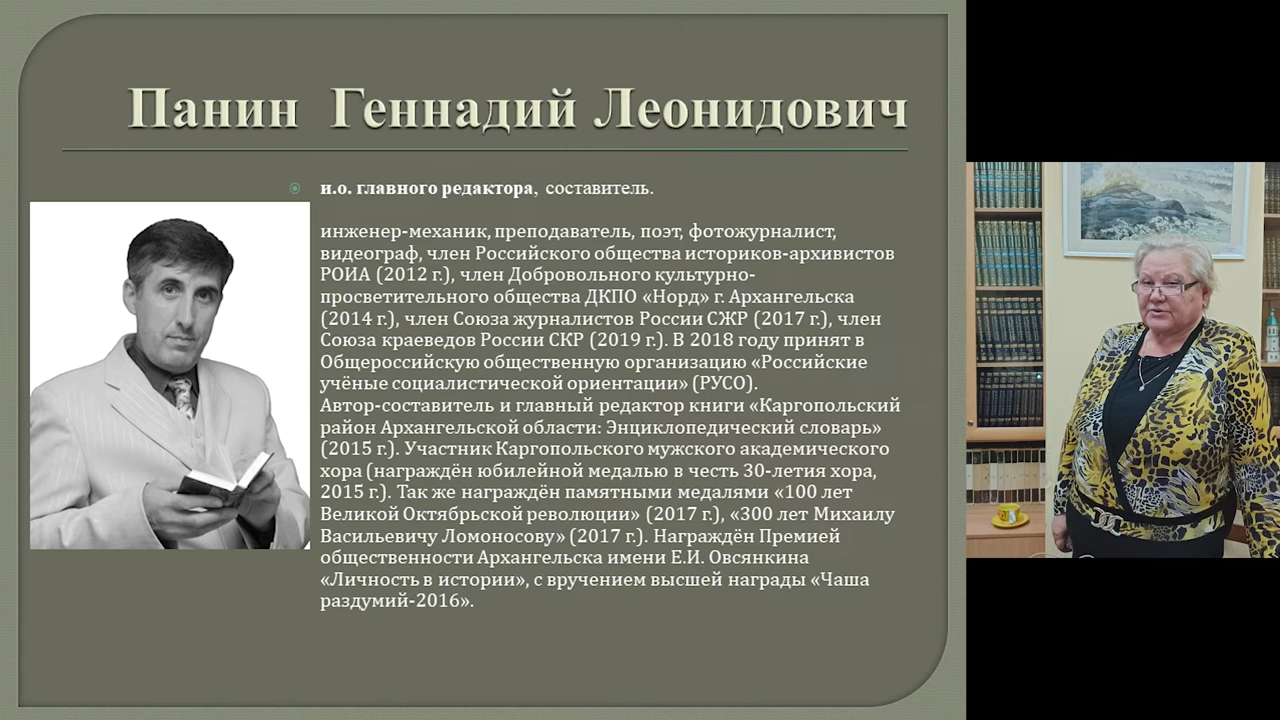 Панин Геннадий Леонидович
и.о. главного редактора, составитель.
инженер-механик, преподаватель, поэт, фотожурналист,
видеограф, член Российского общества историков-архивистов
РОИА (2012 г.), член Добровольного культурно-
просветительного общества ДКПО «Норд» г. Архангельска
(2014 г.), член Союза журналистов России СЖР (2017 г.), член
Союза краеведов России СКР (2019 г.). В 2018 году принят в
Общероссийскую общественную организацию «Российские
учёные социалистической ориентации» (РУСО).
Автор-составитель и главный редактор книги «Каргопольский
район Архангельской области: Энциклопедический словарь»
(2015 г.). Участник Каргопольского мужского академического
хора (награждён юбилейной медалью в честь 30-летия хора,
2015 г.). Так же награждён памятными медалями «100 лет
Великой Октябрьской революции» (2017 г.), «300 лет Михаилу
Васильевичу Ломоносову» (2017 г.). Награждён Премией
общественности Архангельска имени Е.И. Овсянкина
«Личность в истории», с вручением высшей награды «Чаша
раздумий-2016».